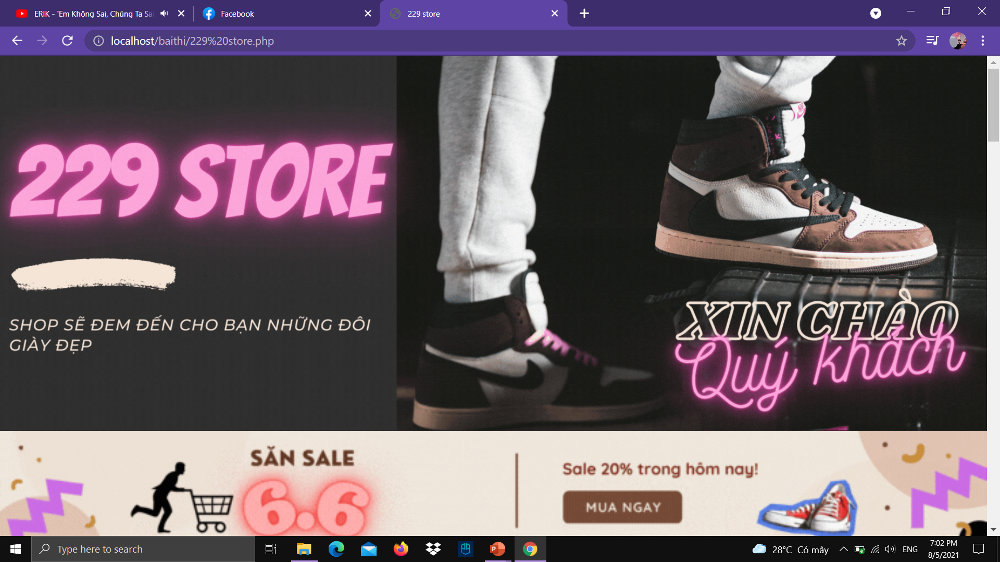 ERIK - 'Em Không Sai, Chúng Ta Sai
Facebook
229 store
localhost/baithi/229%20store.php
229 STORE
SHOP SẼ ĐEM ĐẾN CHO BẠN NHỮNG ĐÔI
GIÀY ĐẸP
XIN CHÀO
Quý khách
SĂN SALE
6.6
Sale 20% trong hôm nay!
MUA NGAY
Type here to search
28°C Có mây
ENG
7:02 PM
8/5/2021